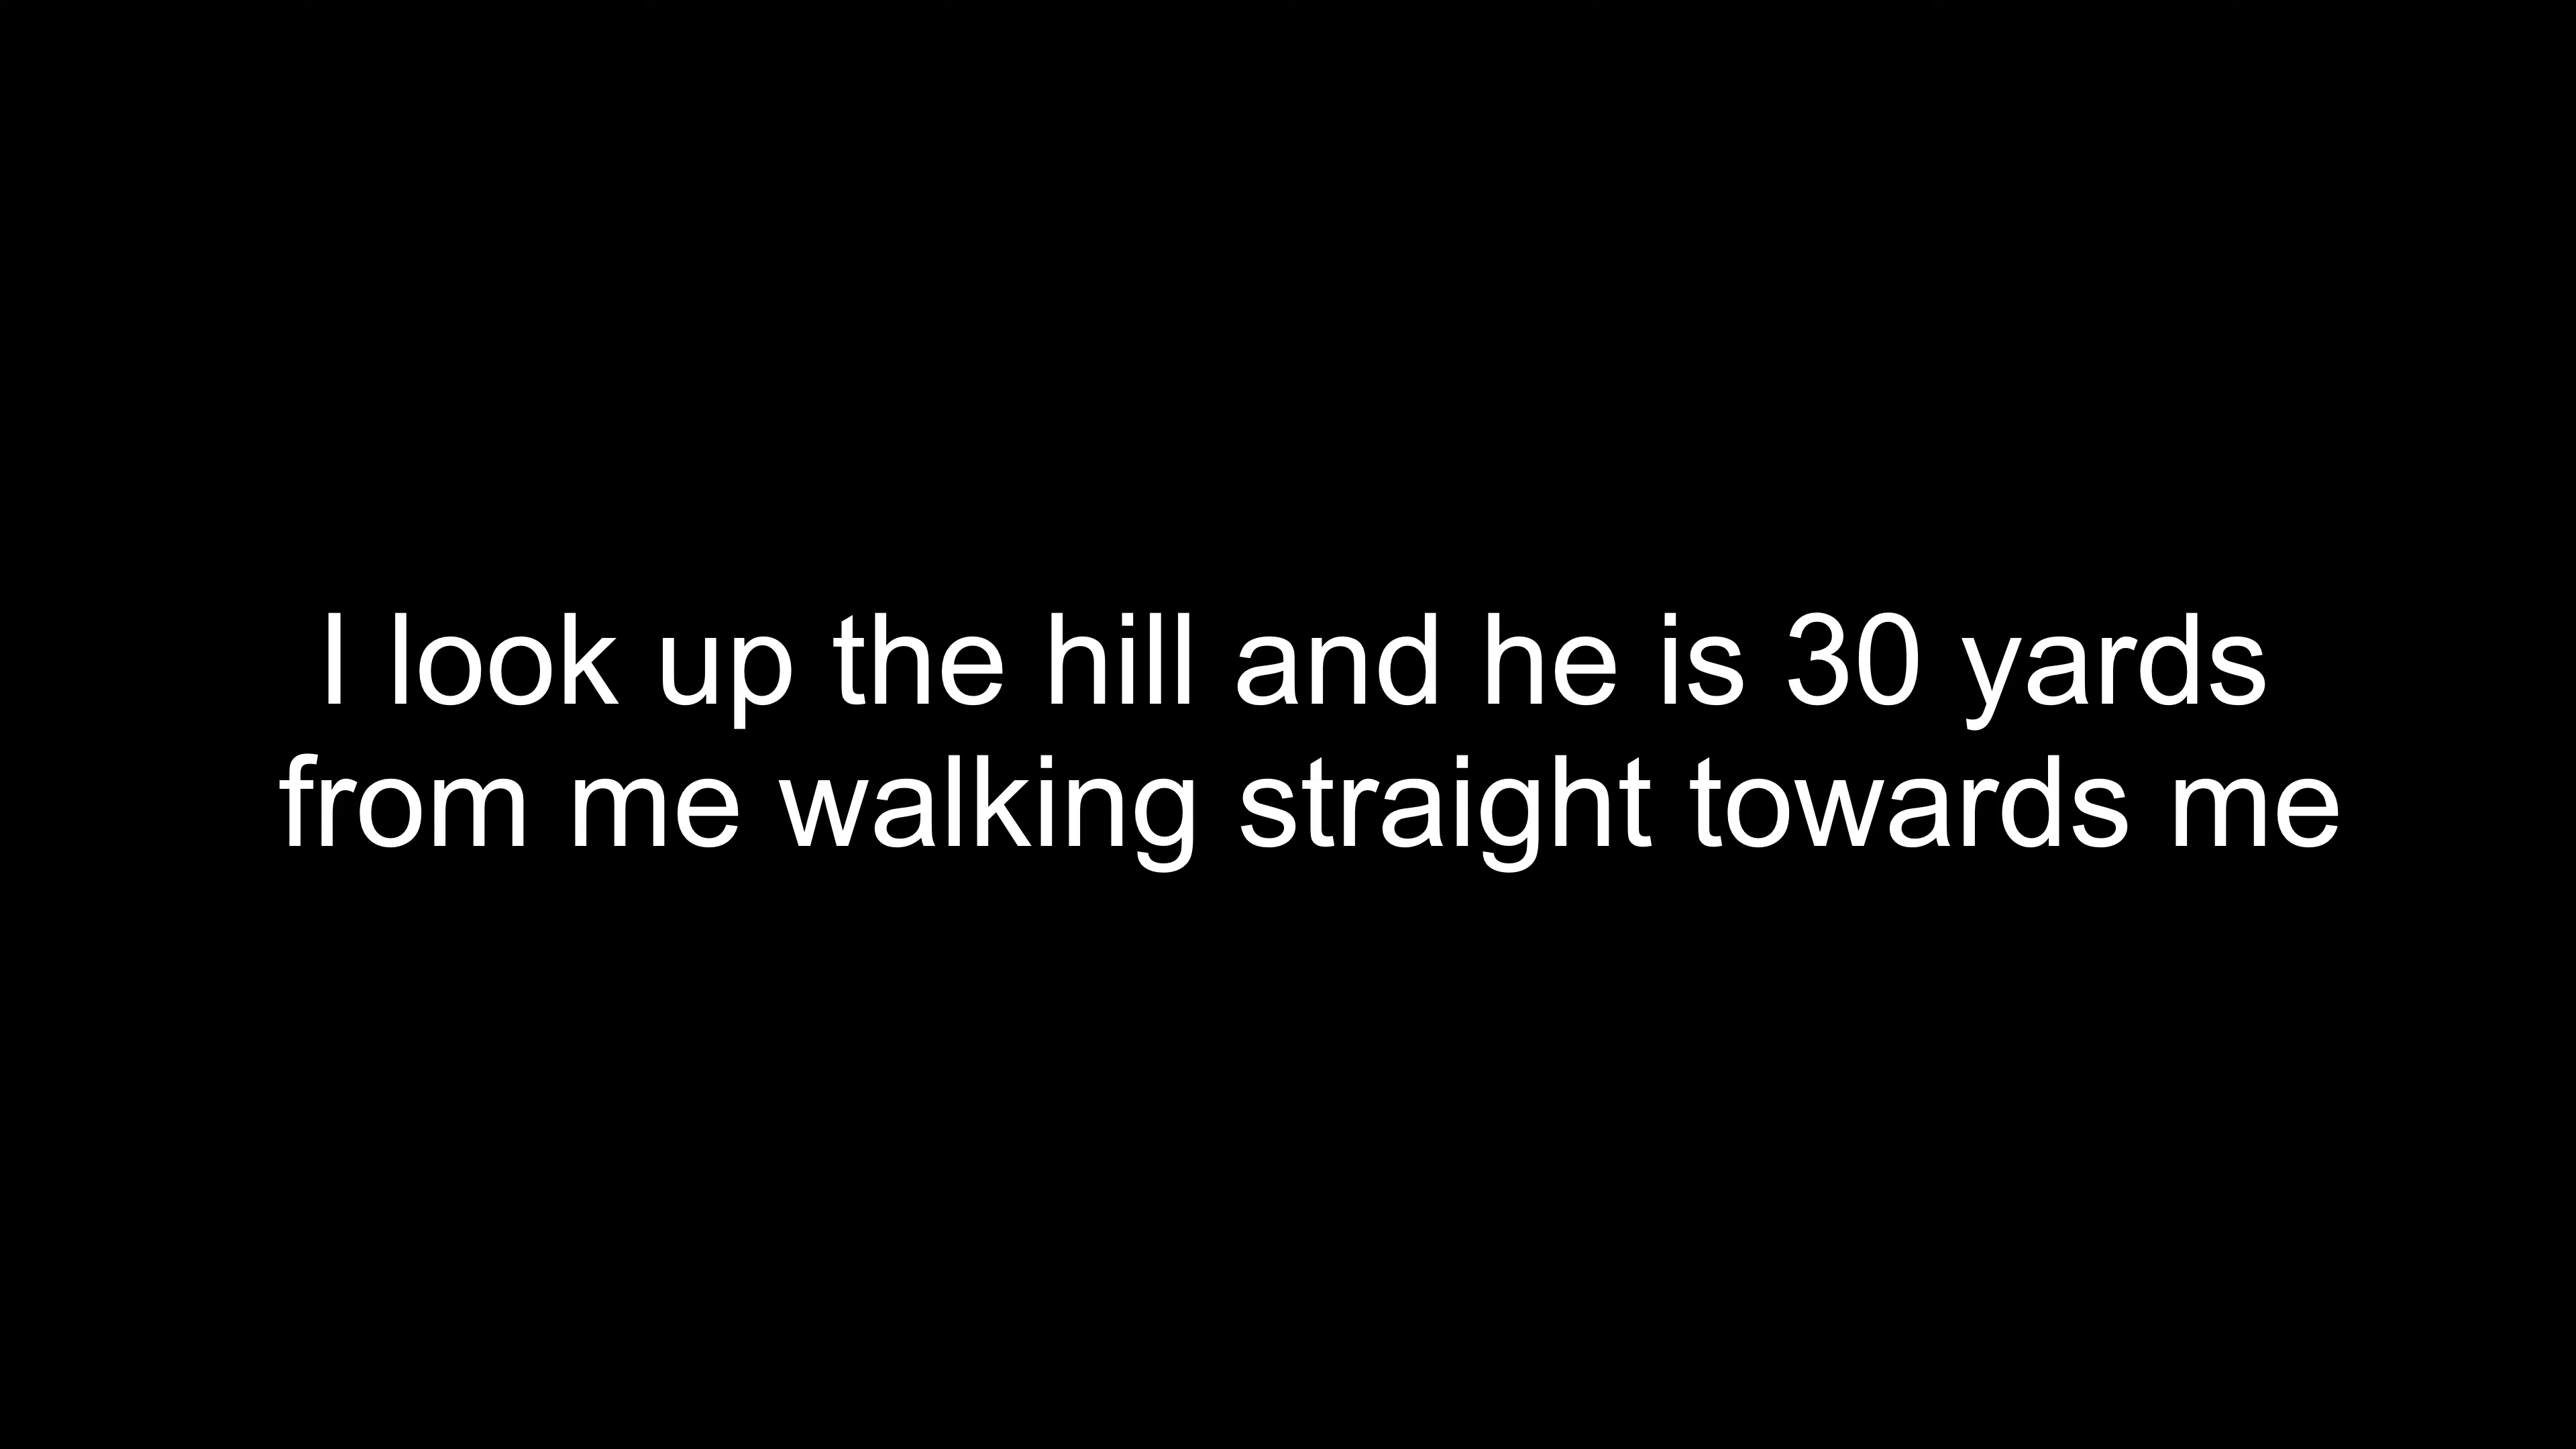 I look up the hill and he is 30 yards
from me walking straight towards me